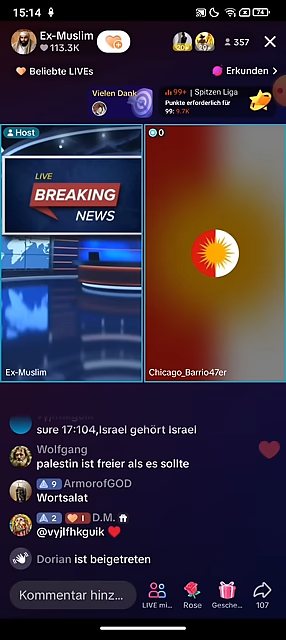 15:14
74
Ex-Muslim
113.3K
357
Beliebte LIVEs
Erkunden
Vielen Dank
99+ | Spitzen Liga
Punkte erforderlich für
99: 9.7K
Host
0
LIVE
BREAKING
NEWS
Ex-Muslim
Chicago_Barrio47er
sure 17:104,Israel gehört Israel
Wolfgang
palestin ist freier als es sollte
9 ArmorofGOD
Wortsalat
2 I D.M.
@vyjlfhkguik
Dorian ist beigetreten
Kommentar hinz...
LIVE mi...
Rose
Gesche...
107